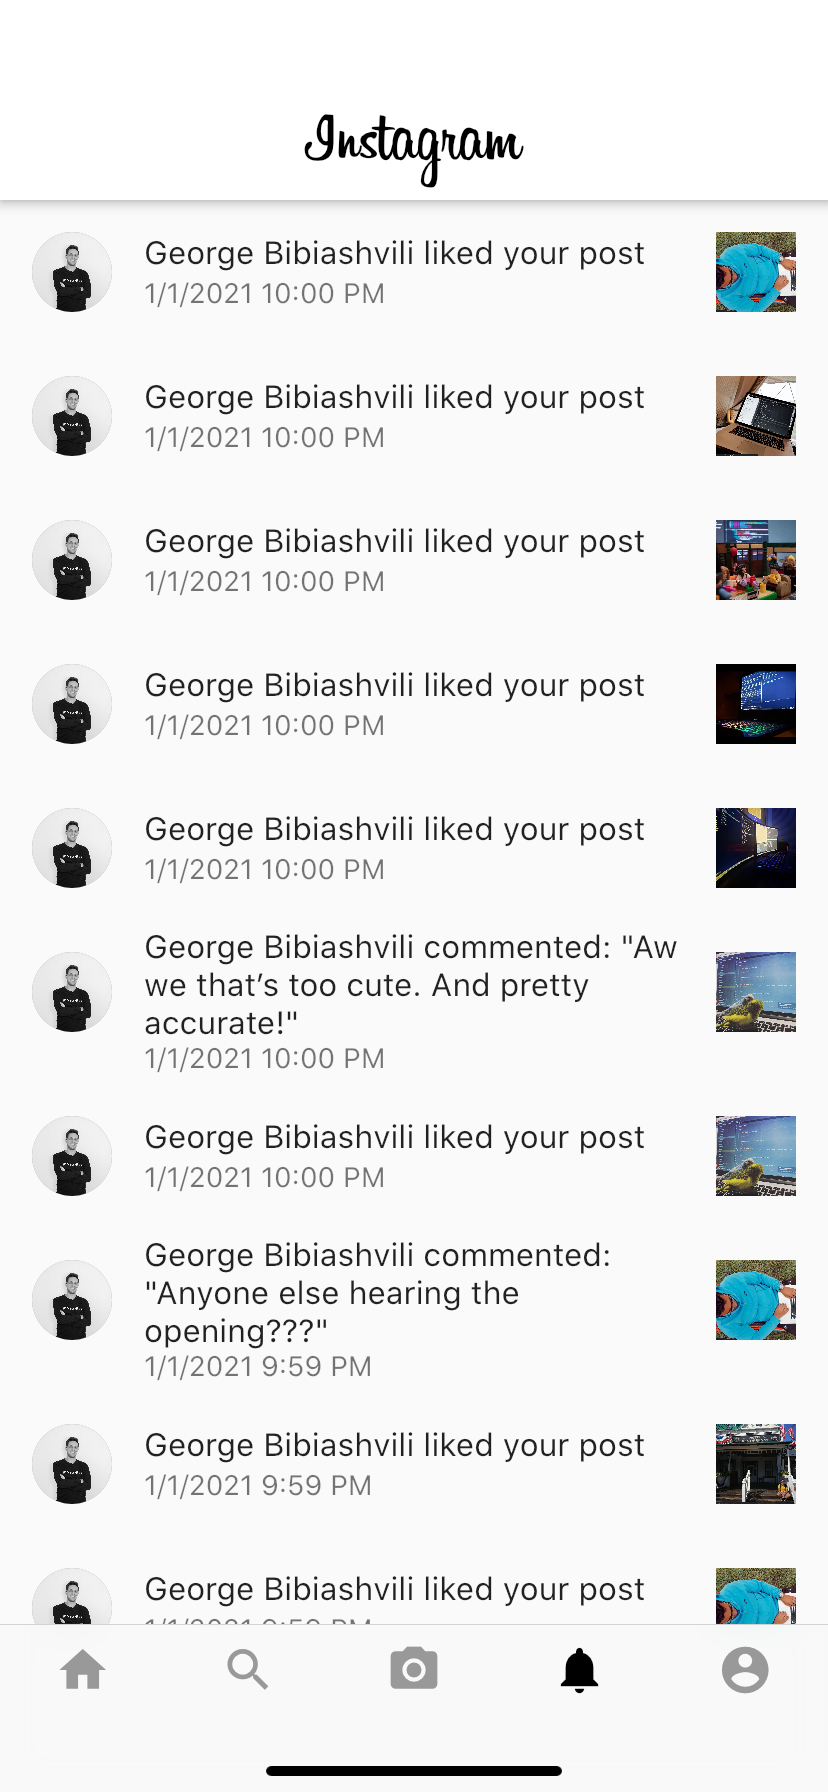 Instagram
George Bibiashvili liked your post
1/1/2021 10:00 PM
George Bibiashvili liked your post
1/1/2021 10:00 PM
George Bibiashvili liked your post
1/1/2021 10:00 PM
George Bibiashvili liked your post
1/1/2021 10:00 PM
George Bibiashvili liked your post
1/1/2021 10:00 PM
George Bibiashvili commented: "Aw
we that’s too cute. And pretty
accurate!"
1/1/2021 10:00 PM
George Bibiashvili liked your post
1/1/2021 10:00 PM
George Bibiashvili commented:
"Anyone else hearing the
opening???"
1/1/2021 9:59 PM
George Bibiashvili liked your post
1/1/2021 9:59 PM
George Bibiashvili liked your post
1/1/2021 9:59 PM